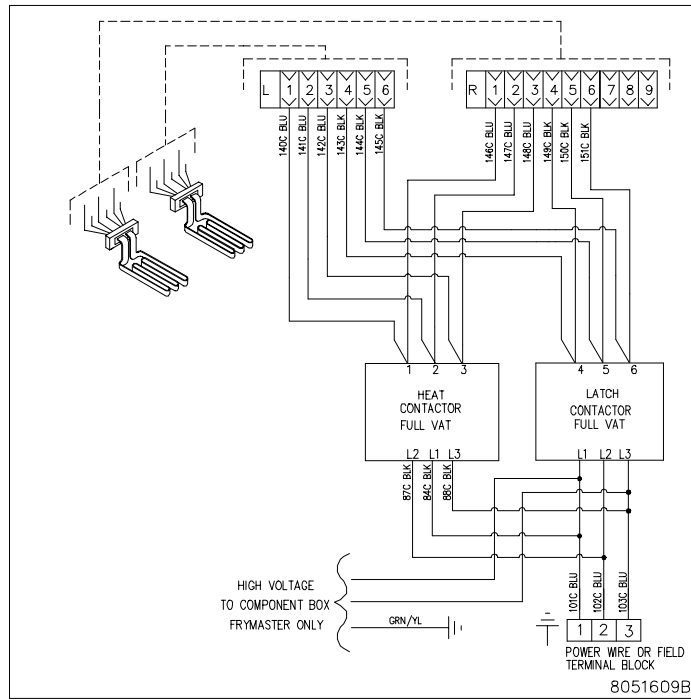 L 1 2 3 4 5 6
R 1 2 3 4 5 6 7 8 9
140C BLU
141C BLU
142C BLU
143C BLK
144C BLK
145C BLK
146C BLU
147C BLU
148C BLU
149C BLK
150C BLK
151C BLK
1 2 3
HEAT
CONTACTOR
FULL VAT
L2 L1 L3
4 5 6
LATCH
CONTACTOR
FULL VAT
L1 L2 L3
87C BLK
84C BLK
88C BLK
HIGH VOLTAGE
TO COMPONENT BOX
FRYMASTER ONLY
GRN/YL
101C BLU
102C BLU
103C BLU
1 2 3
POWER WIRE OR FIELD
TERMINAL BLOCK
8051609B